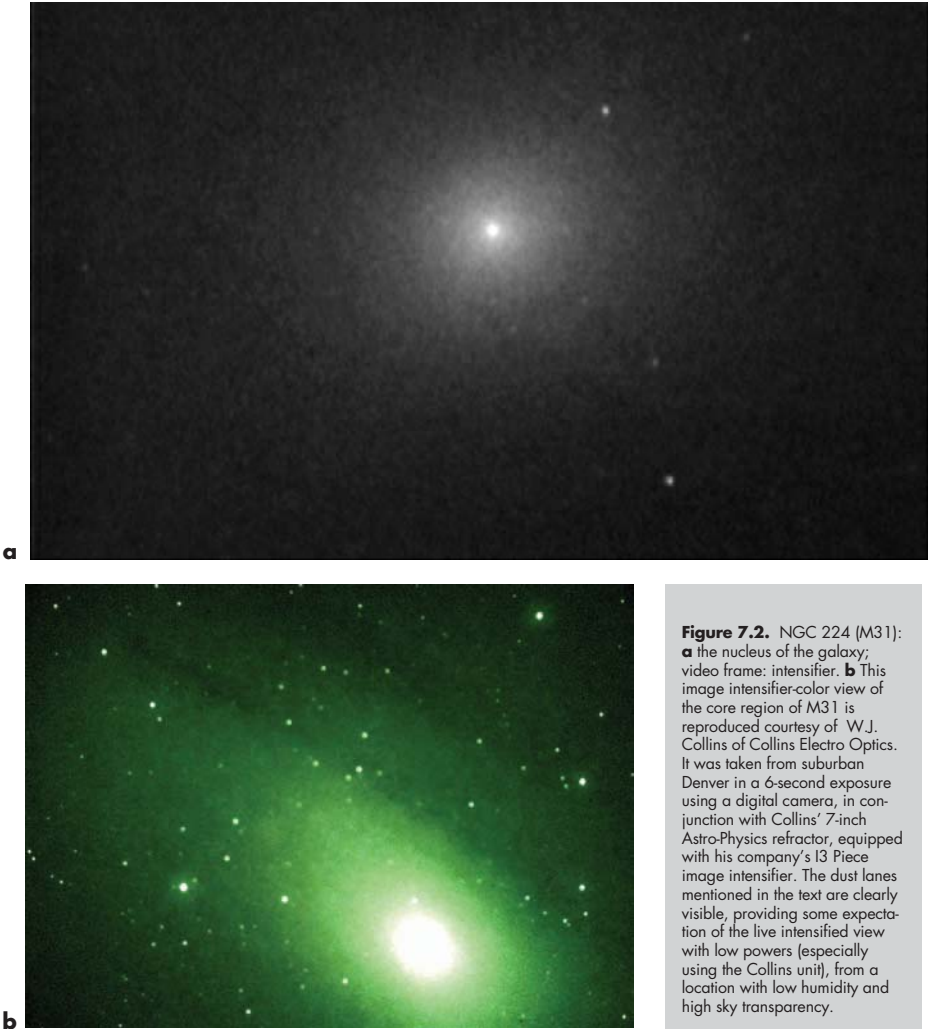 a
b
Figure 7.2. NGC 224 (M31):
a the nucleus of the galaxy;
video frame: intensifier. b This
image intensifier-color view of
the core region of M31 is
reproduced courtesy of W.J.
Collins of Collins Electro Optics.
It was taken from suburban
Denver in a 6-second exposure
using a digital camera, in con-
junction with Collins’ 7-inch
Astro-Physics refractor, equipped
with his company’s I3 Piece
image intensifier. The dust lanes
mentioned in the text are clearly
visible, providing some expecta-
tion of the live intensified view
with low powers (especially
using the Collins unit), from a
location with low humidity and
high sky transparency.